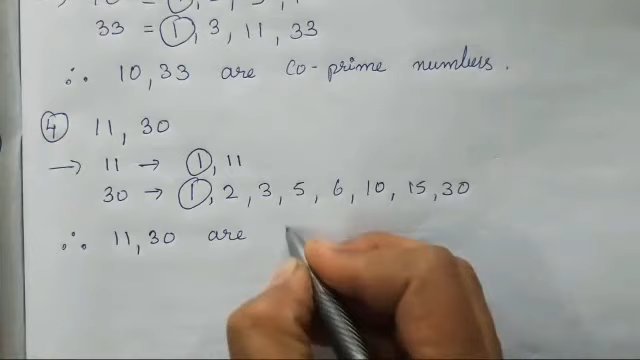 33 = 1, 3, 11, 33
∴ 10, 33 are co-prime numbers.
④ 11, 30
→ 11 → 1, 11
30 → 1, 2, 3, 5, 6, 10, 15, 30
∴ 11, 30 are